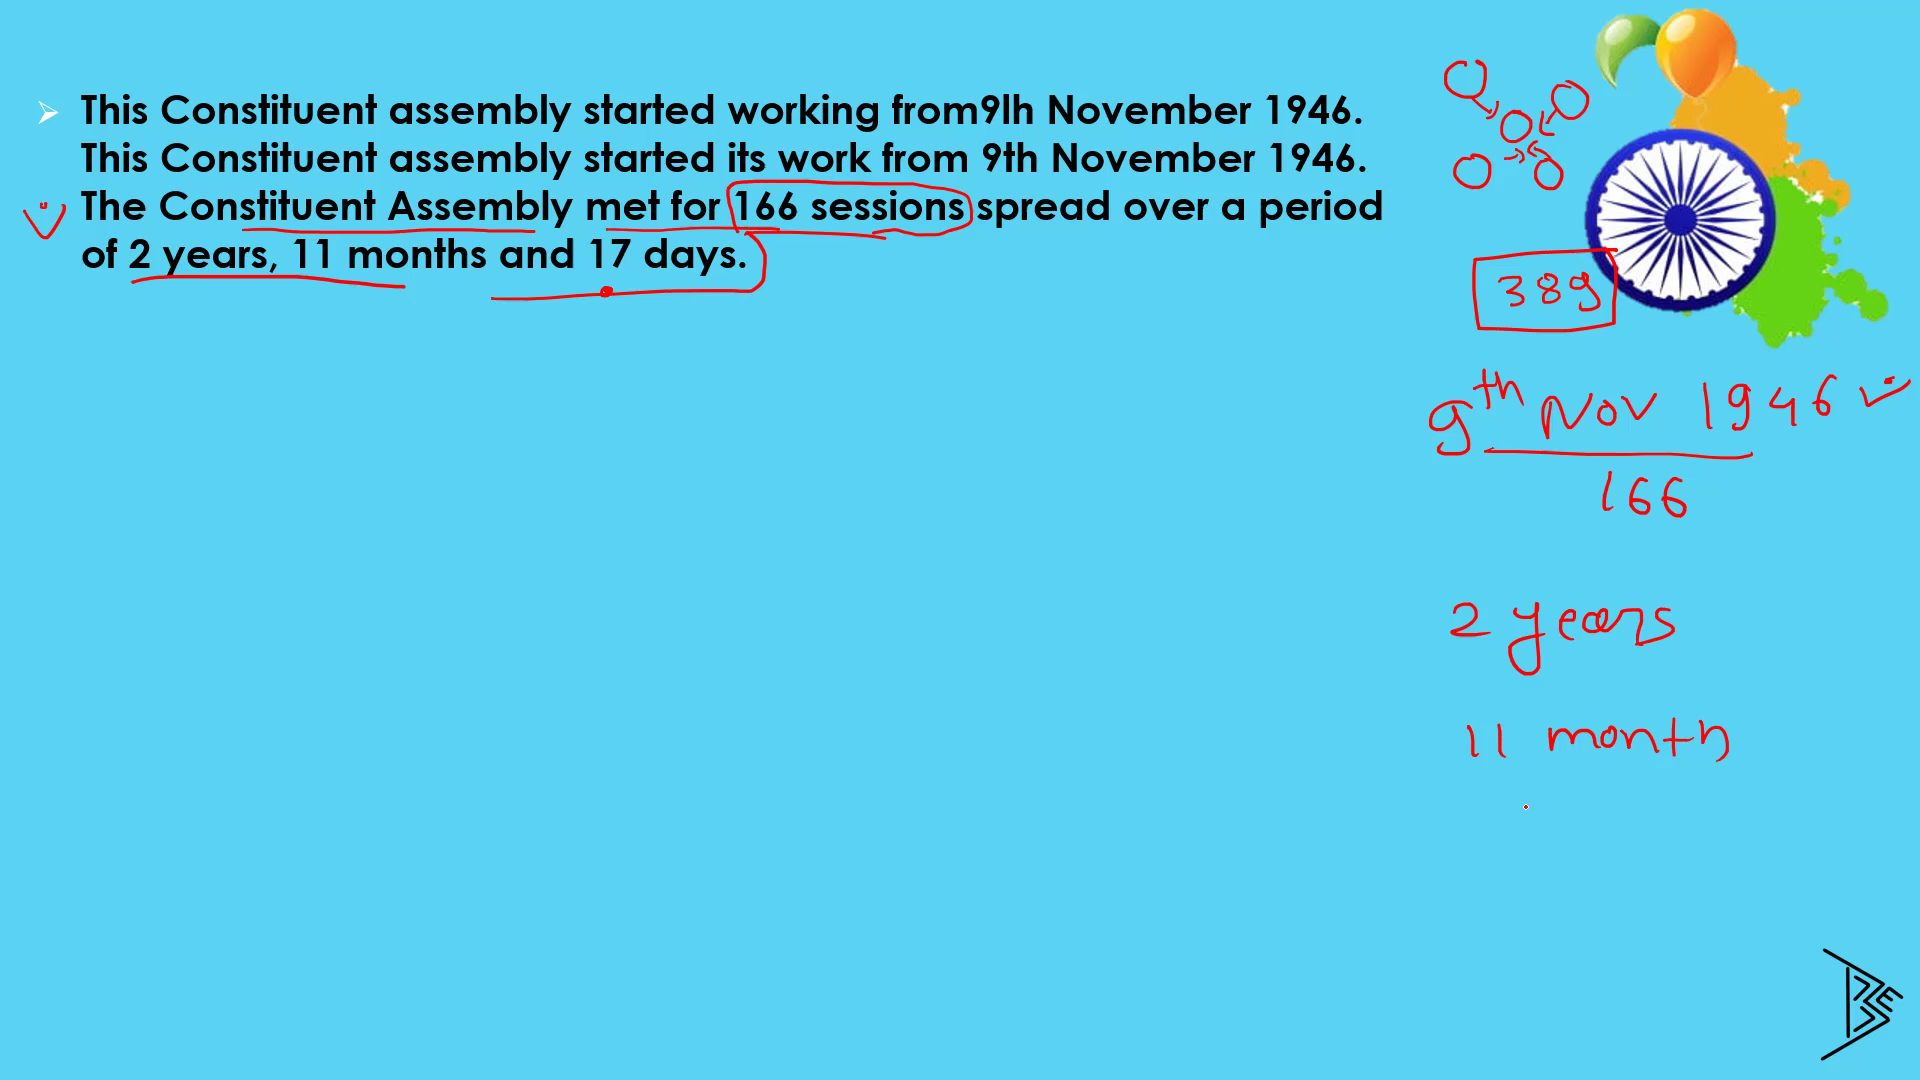 This Constituent assembly started working from9lh November 1946.
This Constituent assembly started its work from 9th November 1946.
The Constituent Assembly met for 166 sessions spread over a period
of 2 years, 11 months and 17 days.
389
9th Nov 1946
166
2 years
11 month